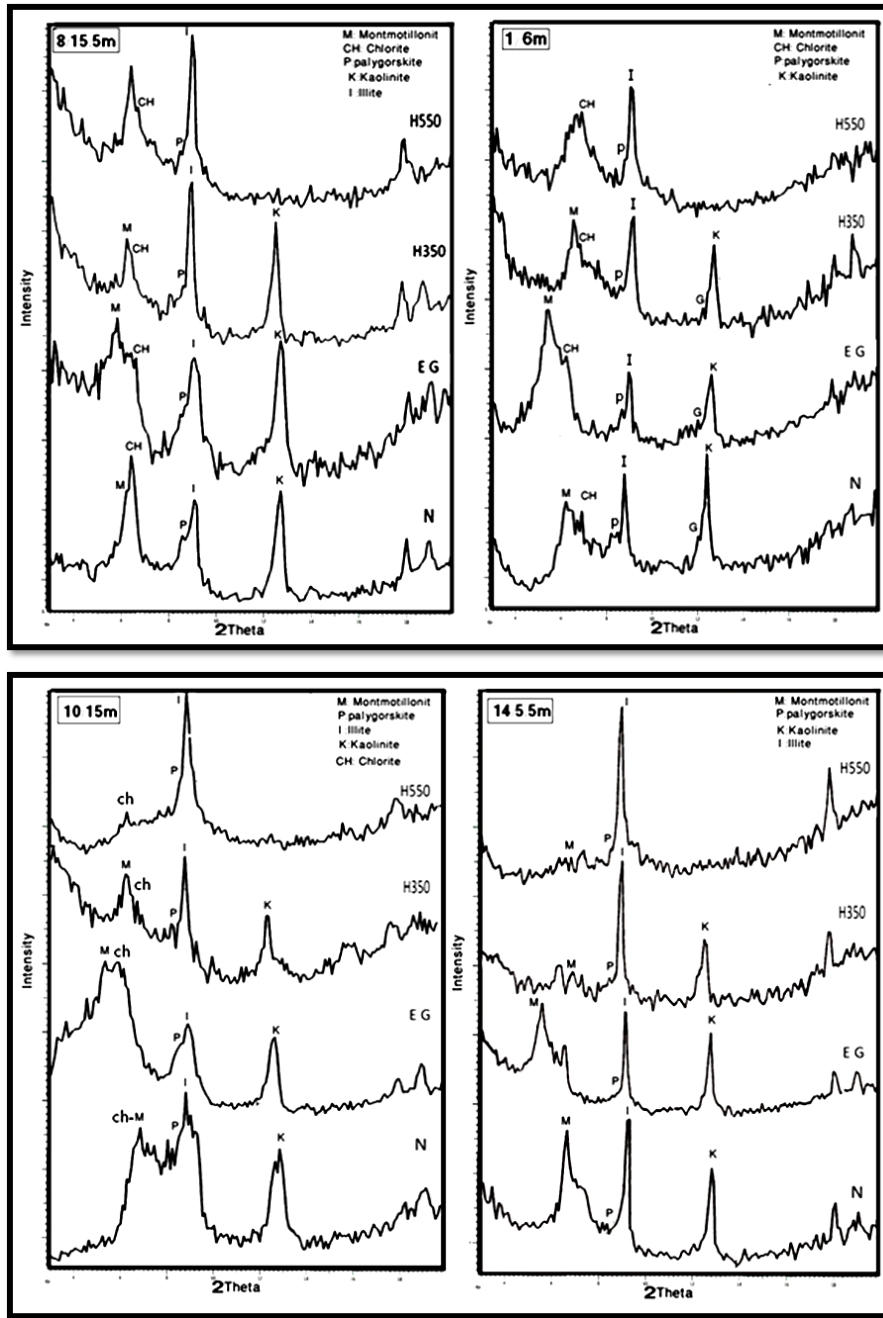 8 15 5m
M: Montmotillonit
CH: Chlorite
P:palygorskite
K:Kaolinite
I :Illite
I
CH
P
H550
I
K
M
CH
P
H350
M
CH
I
K
P
E G
CH
M
I
K
P
N
Intensity
2Theta
1 6m
M: Montmotillonit
CH: Chlorite
P:palygorskite
K:Kaolinite
I
CH
P
H550
M
CH
I
K
P
G
H350
M
CH
I
K
P
G
E G
M
CH
I
K
P
G
N
Intensity
2Theta
10 15m
M: Montmotillonit
P:palygorskite
I :Illite
K:Kaolinite
CH: Chlorite
I
P
ch
H550
I
M
ch
P
K
H350
M ch
I
P
K
E G
ch-M
I
P
K
N
Intensity
2Theta
14 5 5m
M: Montmotillonit
P:palygorskite
K:Kaolinite
I :Illite
I
M
P
H550
I
M
P
K
H350
M
I
P
K
E G
M
I
P
K
N
Intensity
2Theta